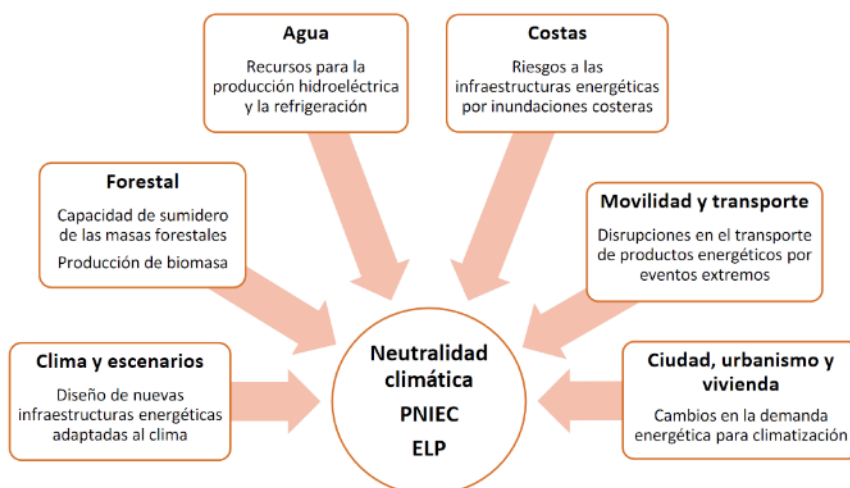 Agua
Recursos para la
producción hidroeléctrica
y la refrigeración
Costas
Riesgos a las
infraestructuras energéticas
por inundaciones costeras
Forestal
Capacidad de sumidero
de las masas forestales
Producción de biomasa
Movilidad y transporte
Disrupciones en el transporte
de productos energéticos por
eventos extremos
Clima y escenarios
Diseño de nuevas
infraestructuras energéticas
adaptadas al clima
Neutralidad
climática
PNIEC
ELP
Ciudad, urbanismo y
vivienda
Cambios en la demanda
energética para climatización